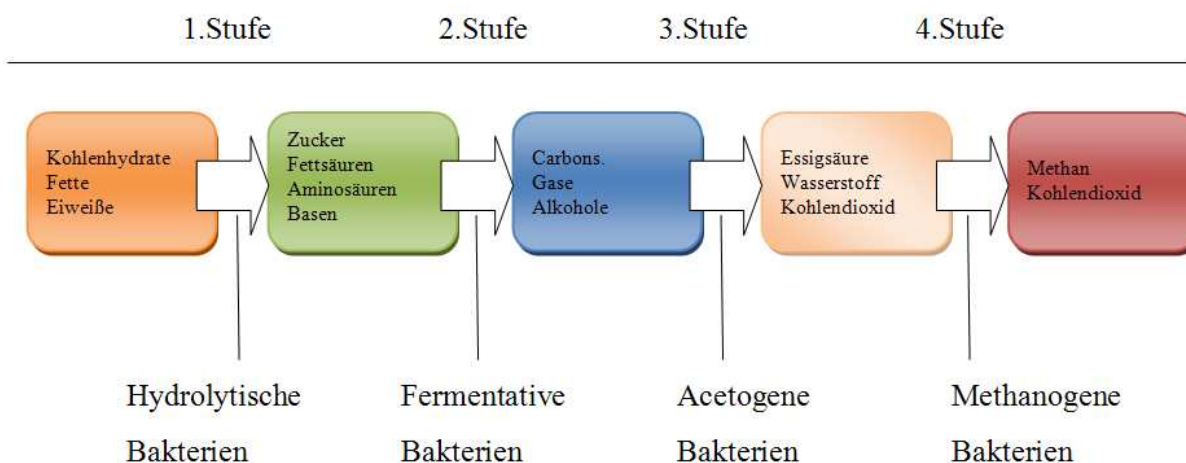 1.Stufe 2.Stufe 3.Stufe 4.Stufe
Kohlenhydrate
Fette
Eiweiße
Zucker
Fettsäuren
Aminosäuren
Basen
Carbons.
Gase
Alkohole
Essigsäure
Wasserstoff
Kohlendioxid
Methan
Kohlendioxid
Hydrolytische
Bakterien
Fermentative
Bakterien
Acetogene
Bakterien
Methanogene
Bakterien